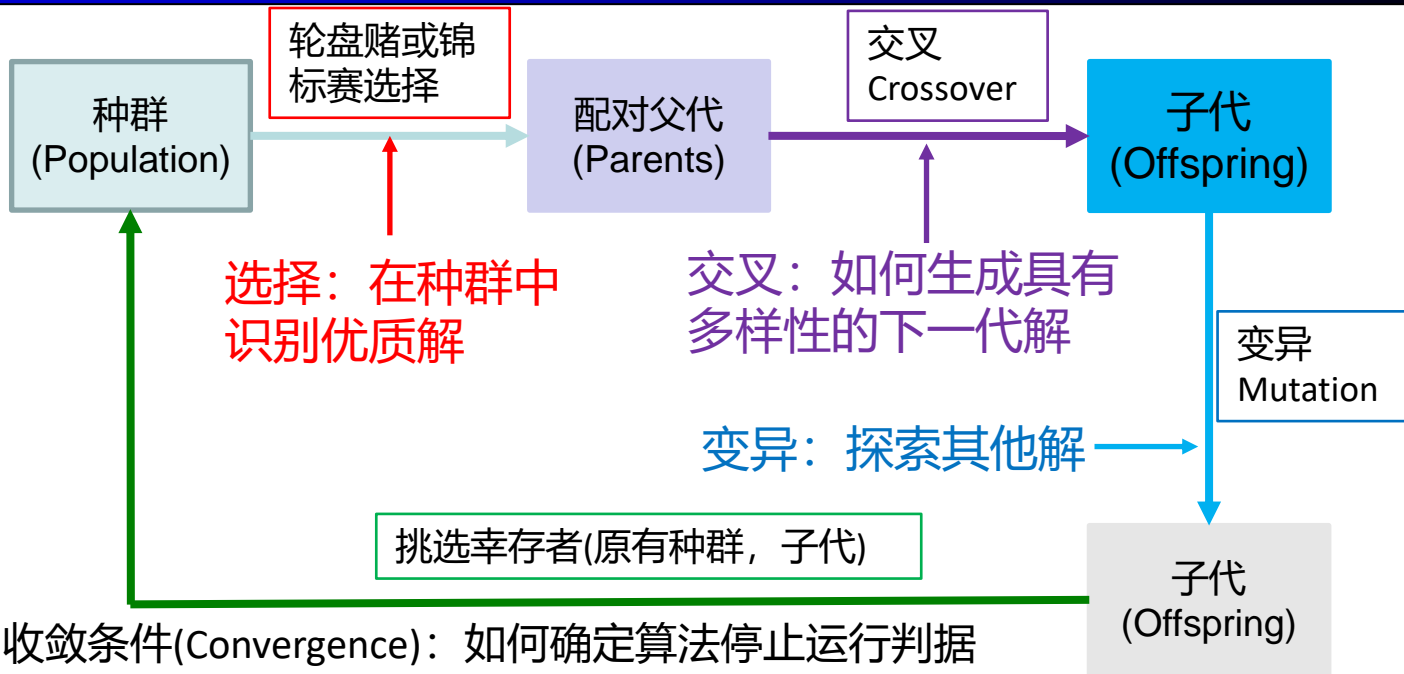 轮盘赌或锦
标赛选择
交叉
Crossover
种群
(Population)
配对父代
(Parents)
子代
(Offspring)
选择：在种群中
识别优质解
交叉：如何生成具有
多样性的下一代解
变异
Mutation
变异：探索其他解
挑选幸存者(原有种群，子代)
子代
(Offspring)
收敛条件(Convergence)：如何确定算法停止运行判据